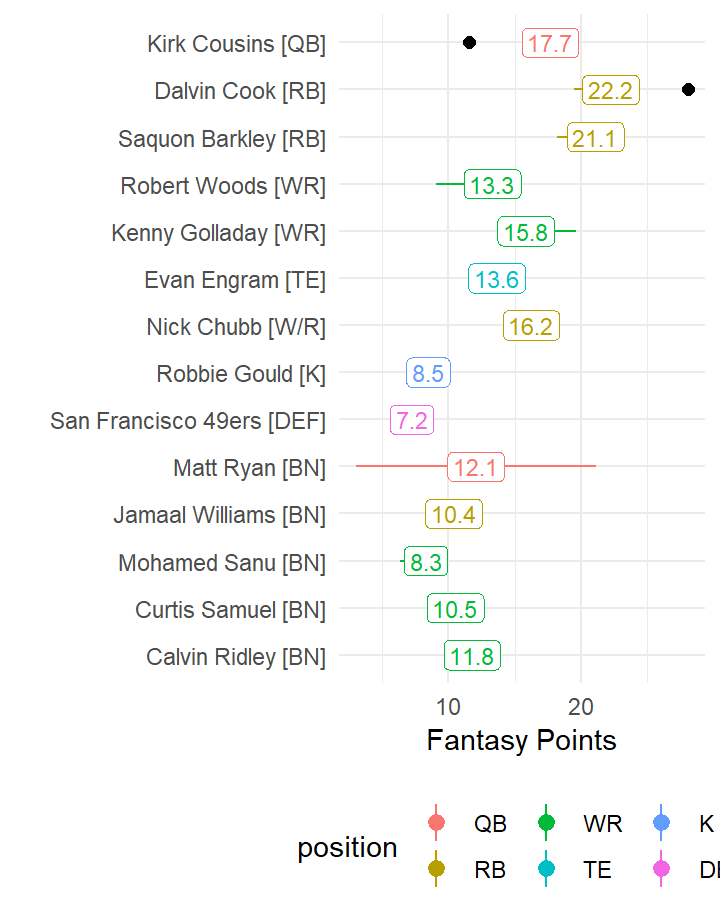 Kirk Cousins [QB] 17.7
Dalvin Cook [RB] 22.2
Saquon Barkley [RB] 21.1
Robert Woods [WR] 13.3
Kenny Golladay [WR] 15.8
Evan Engram [TE] 13.6
Nick Chubb [W/R] 16.2
Robbie Gould [K] 8.5
San Francisco 49ers [DEF] 7.2
Matt Ryan [BN] 12.1
Jamaal Williams [BN] 10.4
Mohamed Sanu [BN] 8.3
Curtis Samuel [BN] 10.5
Calvin Ridley [BN] 11.8
10 20
Fantasy Points
position
QB WR K
RB TE